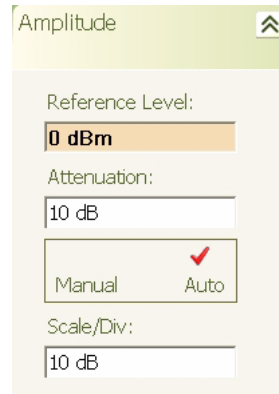 Amplitude
Reference Level:
0 dBm
Attenuation:
10 dB
Manual Auto
Scale/Div:
10 dB